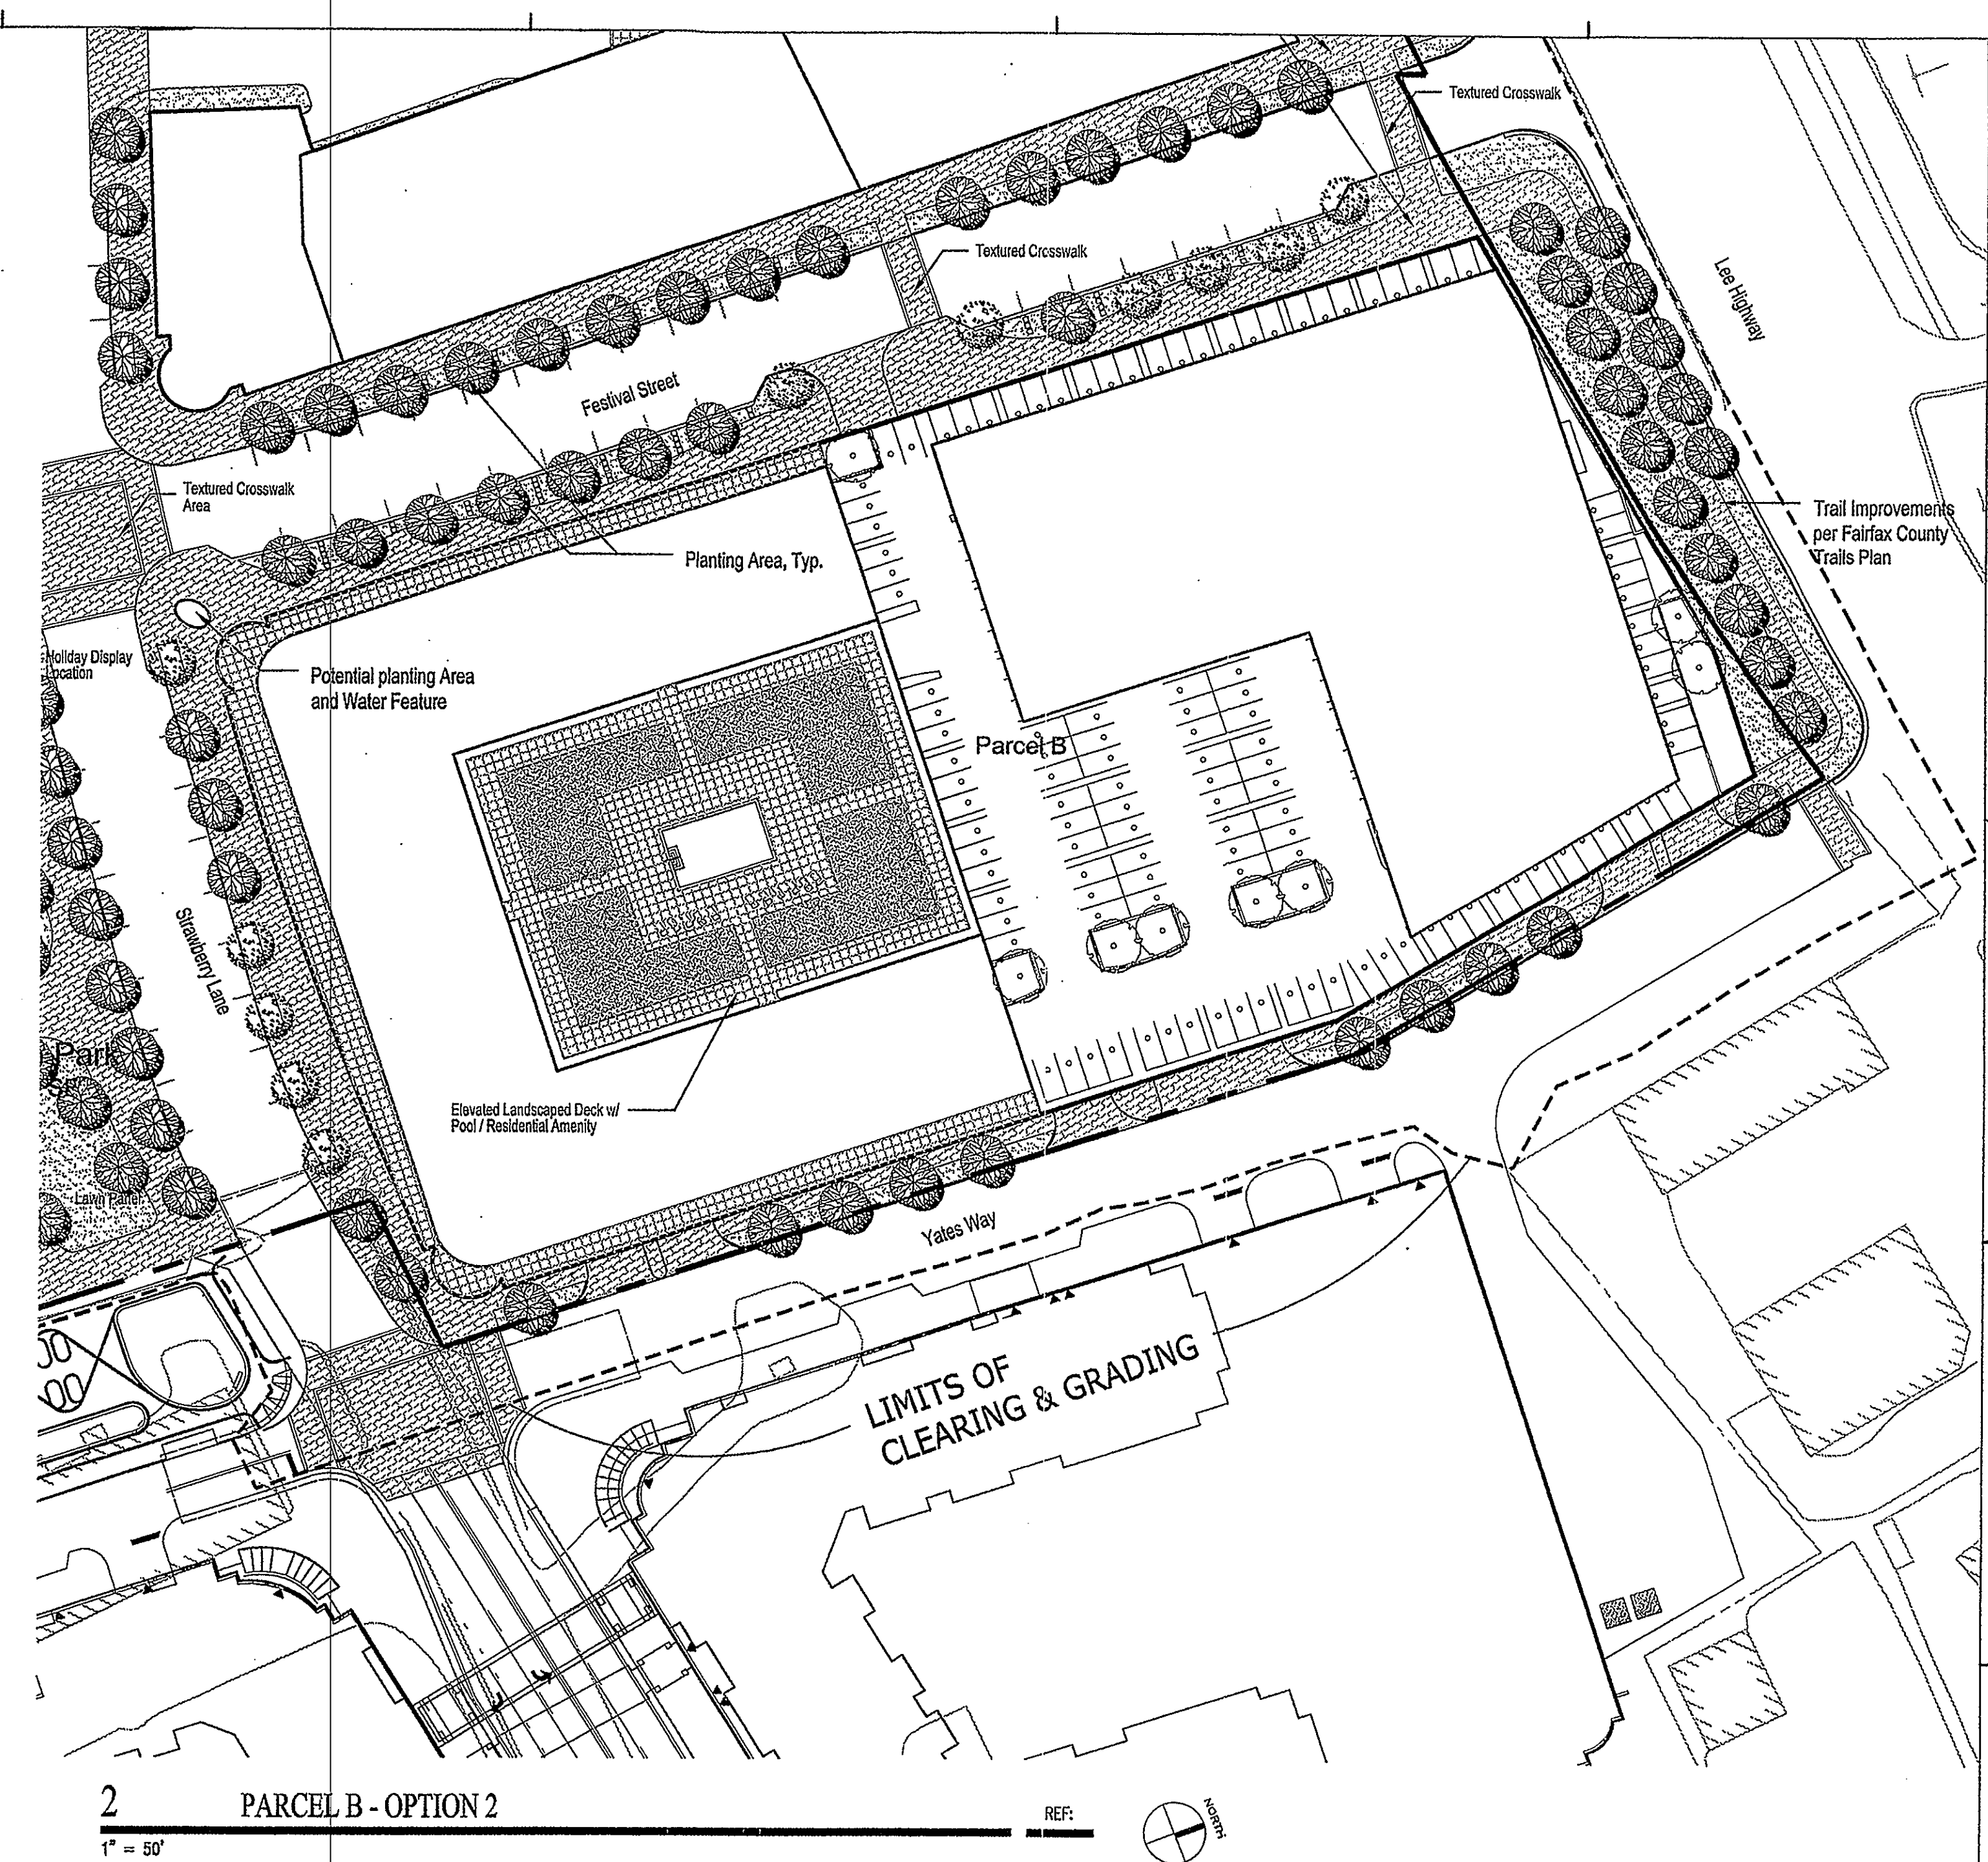 Textured Crosswalk
Textured Crosswalk
Lee Highway
Festival Street
Textured Crosswalk
Area
Trail Improvements
per Fairfax County
Trails Plan
Planting Area, Typ.
Holiday Display
Location
Potential planting Area
and Water Feature
Parcel B
Strawberry Lane
Park
Elevated Landscaped Deck w/
Pool / Residential Amenity
Lawn Panel
Yates Way
LIMITS OF
CLEARING & GRADING
2 PARCEL B - OPTION 2
REF:
NORTH
1" = 50'